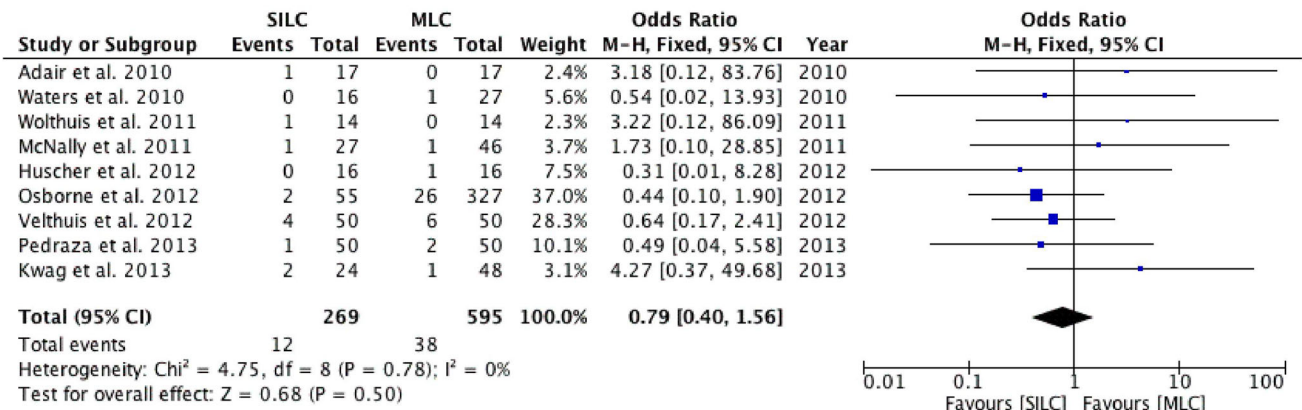 SILC MLC Odds Ratio Odds Ratio
Study or Subgroup Events Total Events Total Weight M-H, Fixed, 95% CI Year M-H, Fixed, 95% CI
Adair et al. 2010 1 17 0 17 2.4% 3.18 [0.12, 83.76] 2010
Waters et al. 2010 0 16 1 27 5.6% 0.54 [0.02, 13.93] 2010
Wolthuis et al. 2011 1 14 0 14 2.3% 3.22 [0.12, 86.09] 2011
McNally et al. 2011 1 27 1 46 3.7% 1.73 [0.10, 28.85] 2011
Huscher et al. 2012 0 16 1 16 7.5% 0.31 [0.01, 8.28] 2012
Osborne et al. 2012 2 55 26 327 37.0% 0.44 [0.10, 1.90] 2012
Velthuis et al. 2012 4 50 6 50 28.3% 0.64 [0.17, 2.41] 2012
Pedraza et al. 2013 1 50 2 50 10.1% 0.49 [0.04, 5.58] 2013
Kwag et al. 2013 2 24 1 48 3.1% 4.27 [0.37, 49.68] 2013
Total (95% CI) 269 595 100.0% 0.79 [0.40, 1.56]
Total events 12 38
Heterogeneity: Chi² = 4.75, df = 8 (P = 0.78); I² = 0%
Test for overall effect: Z = 0.68 (P = 0.50)
0.01 0.1 1 10 100
Favours [SILC] Favours [MLC]